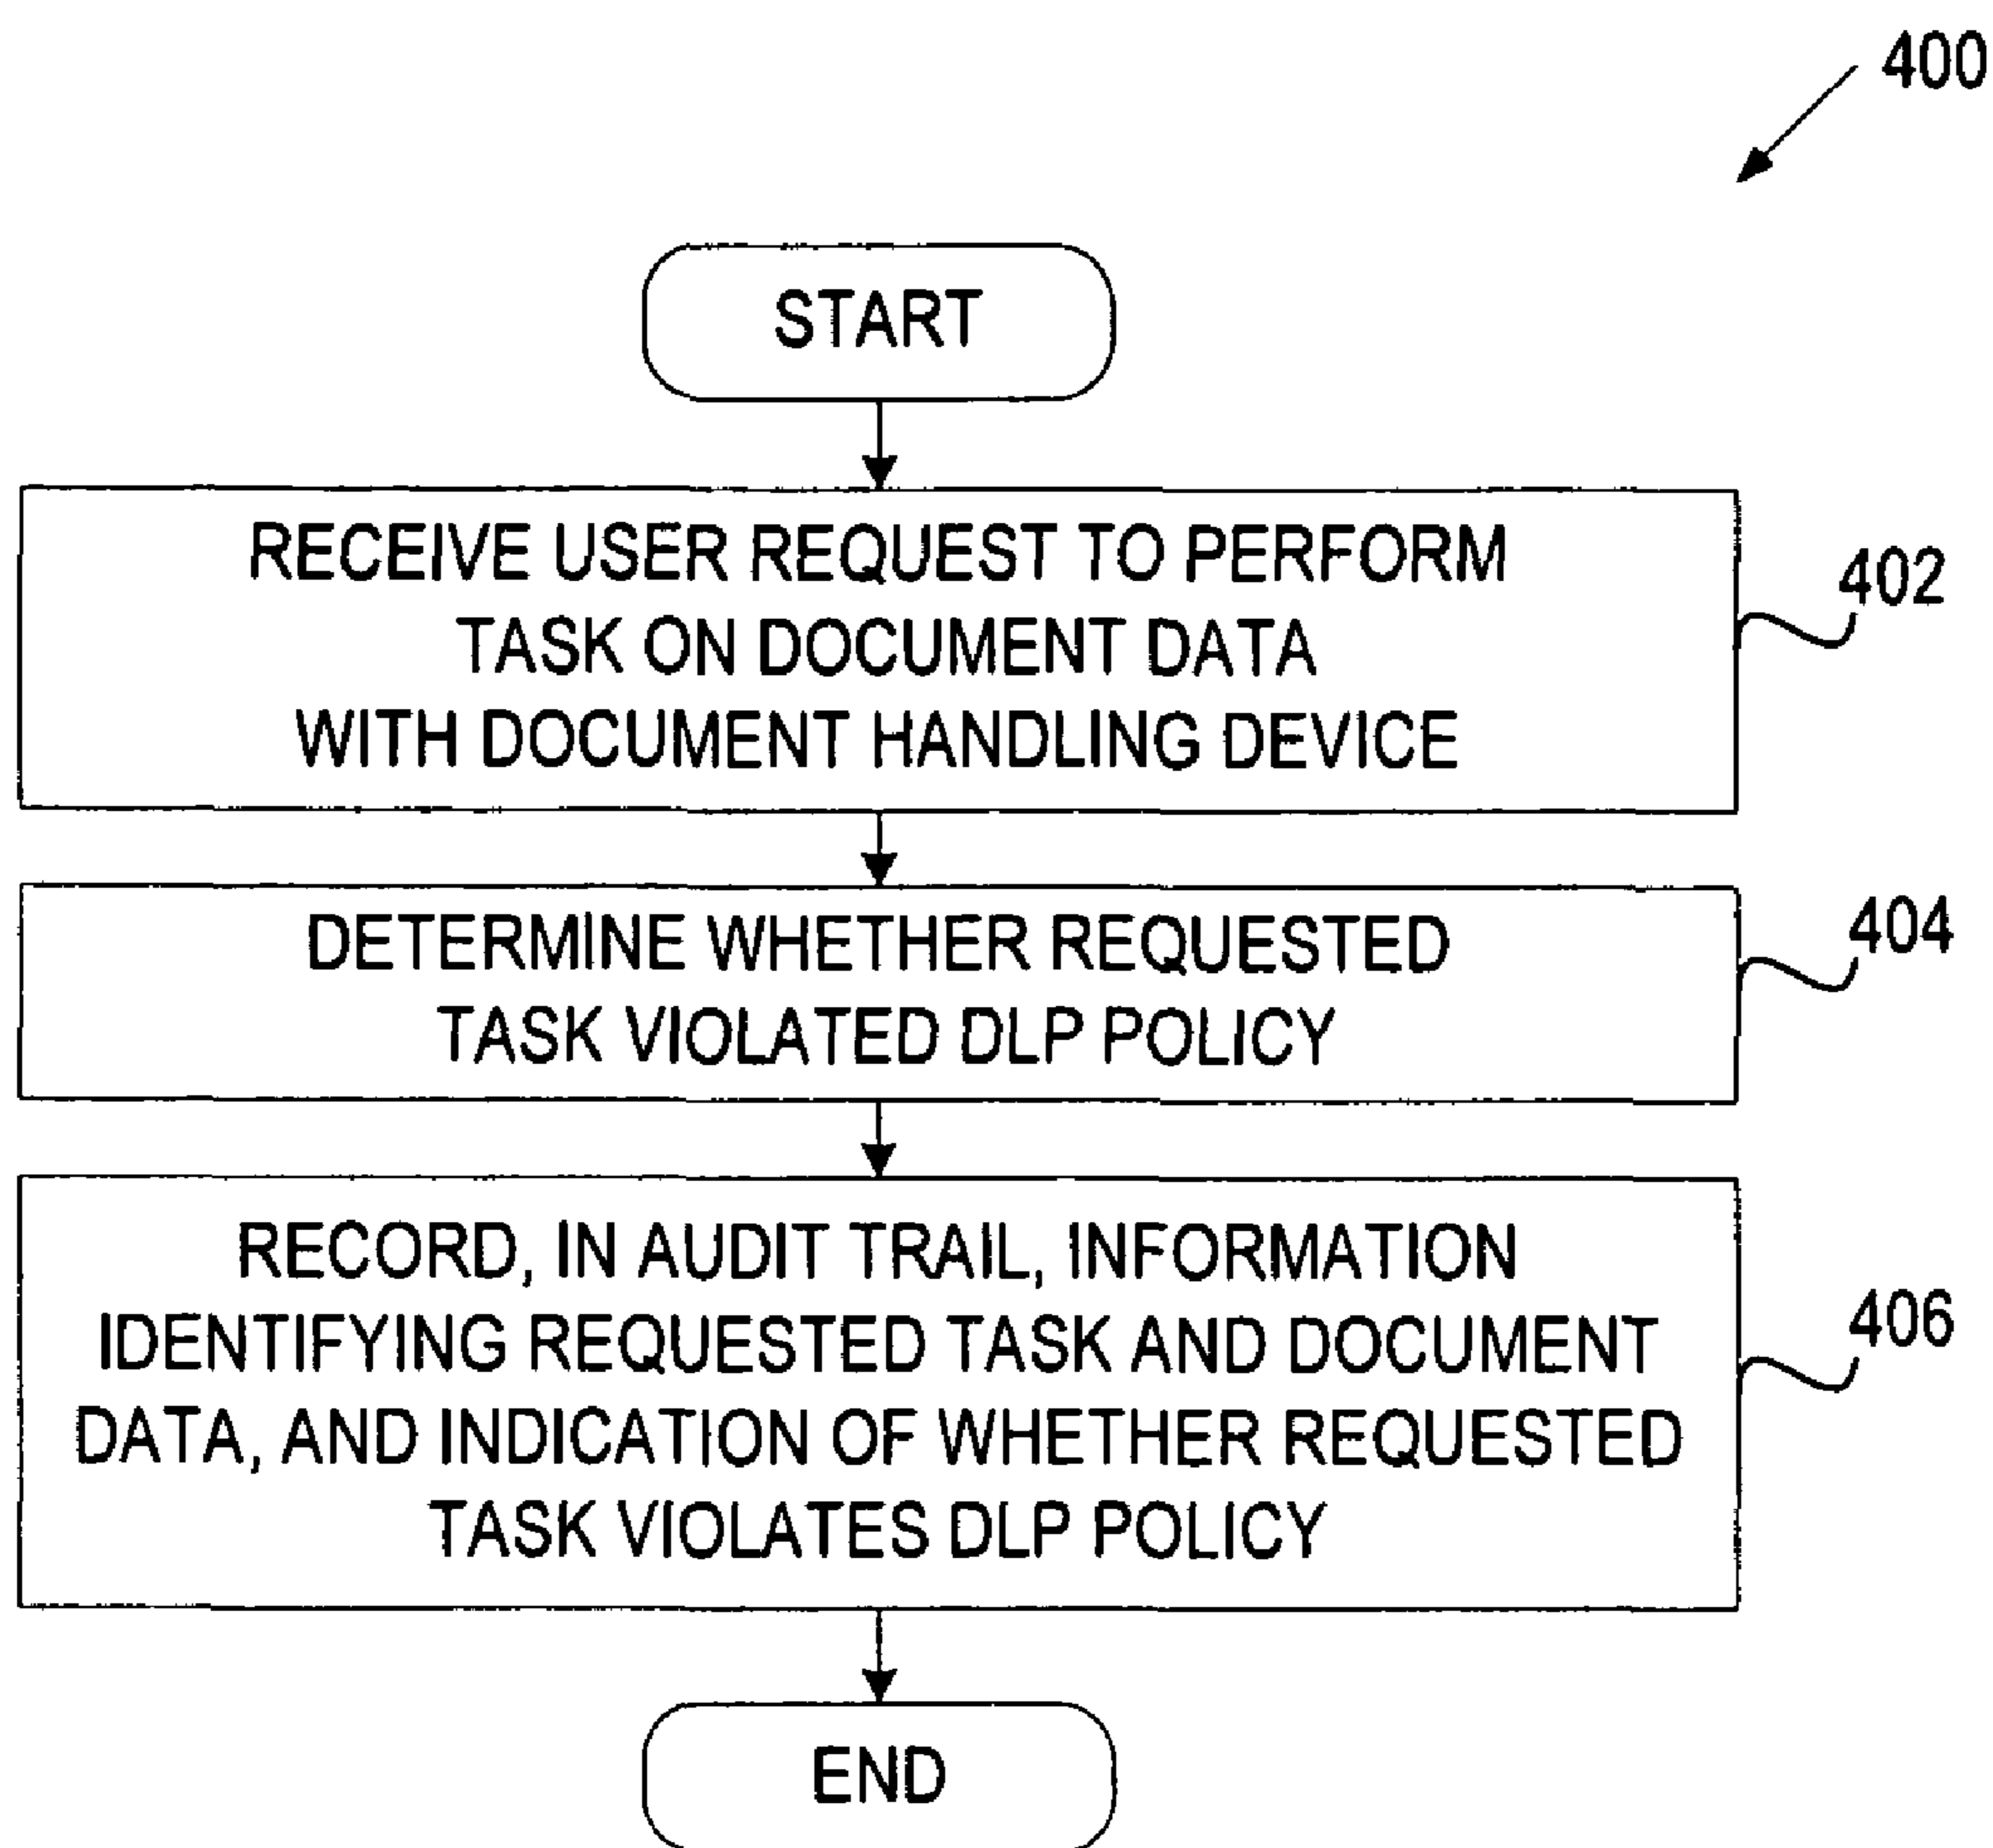 400
START
RECEIVE USER REQUEST TO PERFORM
TASK ON DOCUMENT DATA
WITH DOCUMENT HANDLING DEVICE
402
DETERMINE WHETHER REQUESTED
TASK VIOLATED DLP POLICY
404
RECORD, IN AUDIT TRAIL, INFORMATION
IDENTIFYING REQUESTED TASK AND DOCUMENT
DATA, AND INDICATION OF WHETHER REQUESTED
TASK VIOLATES DLP POLICY
406
END